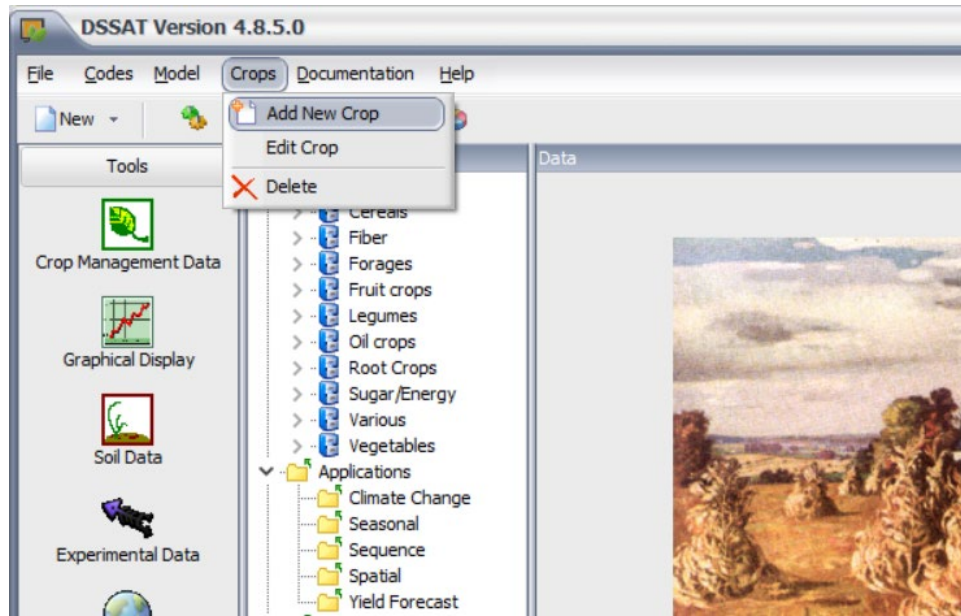 DSSAT Version 4.8.5.0
File Codes Model Crops Documentation Help
New
Add New Crop
Edit Crop
Delete
Tools
Data
Crop Management Data
Graphical Display
Soil Data
Experimental Data
Cereals
Fiber
Forages
Fruit crops
Legumes
Oil crops
Root Crops
Sugar/Energy
Various
Vegetables
Applications
Climate Change
Seasonal
Sequence
Spatial
Yield Forecast